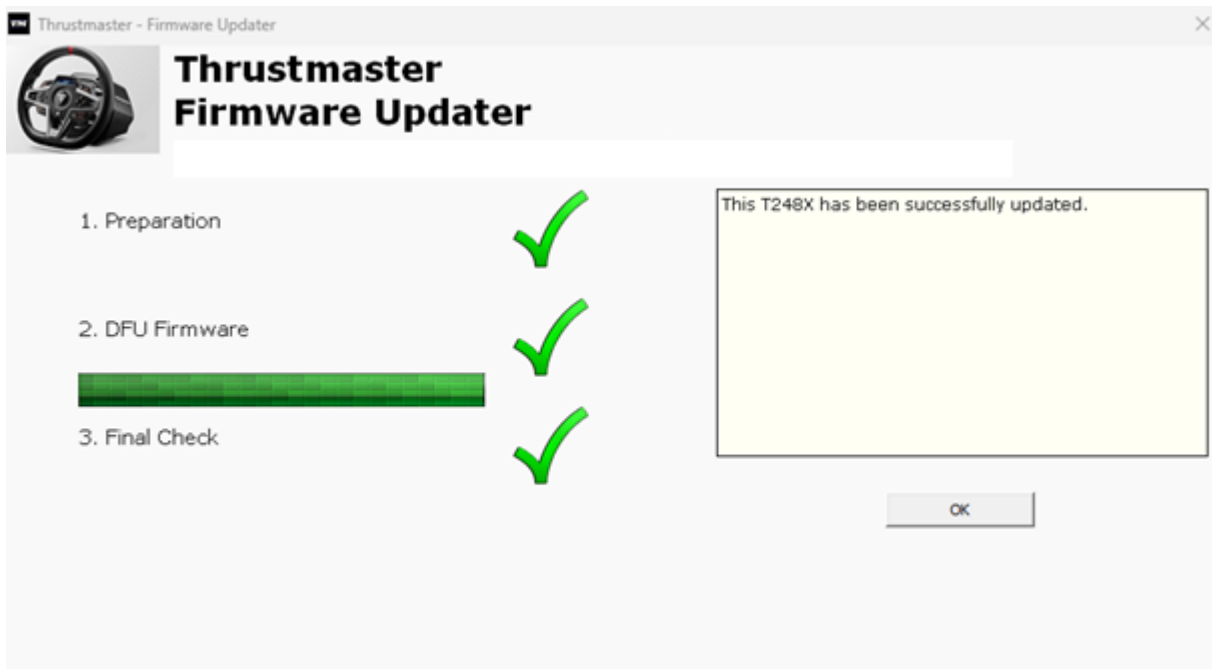 Thrustmaster - Firmware Updater
Thrustmaster
Firmware Updater
1. Preparation
2. DFU Firmware
3. Final Check
This T248X has been successfully updated.
OK